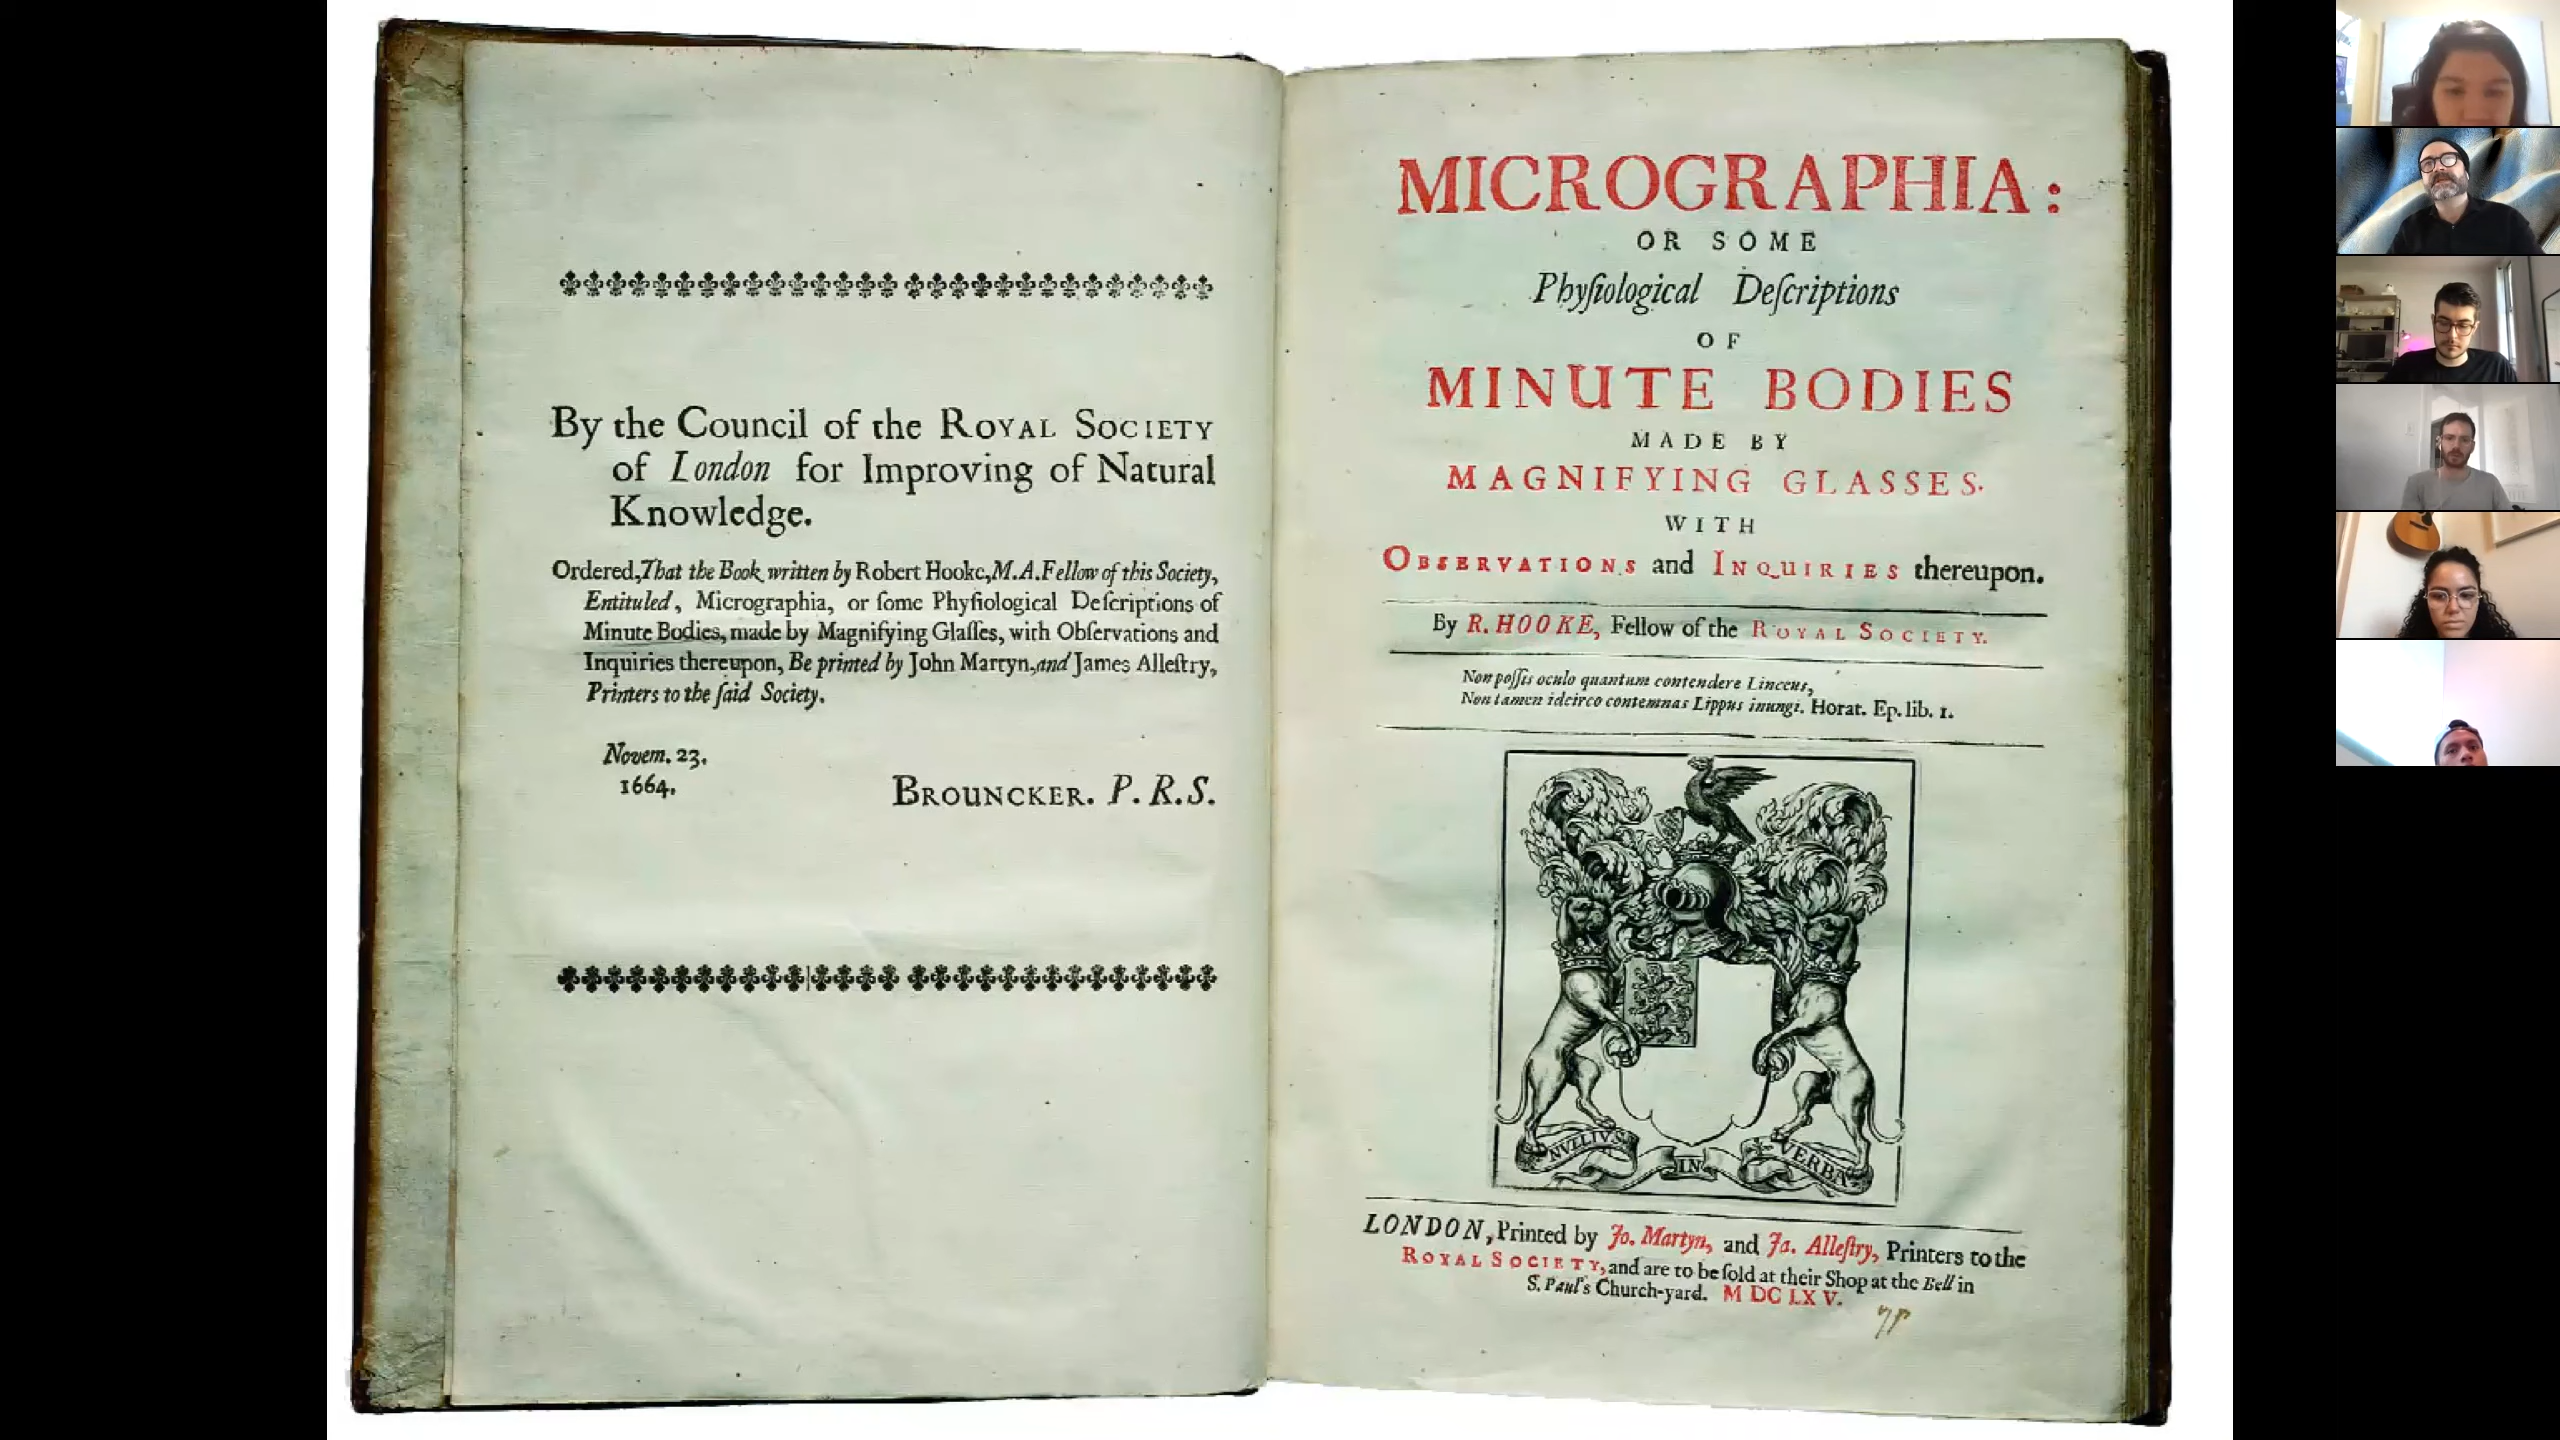 By the Council of the ROYAL SOCIETY
of London for Improving of Natural
Knowledge.
Ordered, That the Book written by Robert Hooke, M.A. Fellow of this Society,
Entituled, Micrographia, or ſome Phyſiological Deſcriptions of
Minute Bodies, made by Magnifying Glaſſes, with Obſervations and
Inquiries thereupon, Be printed by John Martyn, and James Alleſtry,
Printers to the ſaid Society.
Novem. 23.
1664.
BROUNCKER. P.R.S.
MICROGRAPHIA:
OR SOME
Phyſiological Deſcriptions
OF
MINUTE BODIES
MADE BY
MAGNIFYING GLASSES.
WITH
OBSERVATIONS and INQUIRIES thereupon.
By R. HOOKE, Fellow of the ROYAL SOCIETY.
Non poſſis oculo quantum contendere Linceus,
Non tamen idcirco contemnas Lippus inungi. Horat. Ep. lib. 1.
NVLLIVS IN VERBA
LONDON, Printed by Jo. Martyn, and Ja. Alleſtry, Printers to the
ROYAL SOCIETY, and are to be ſold at their Shop at the Bell in
S. Paul's Church-yard. M DC LX V.